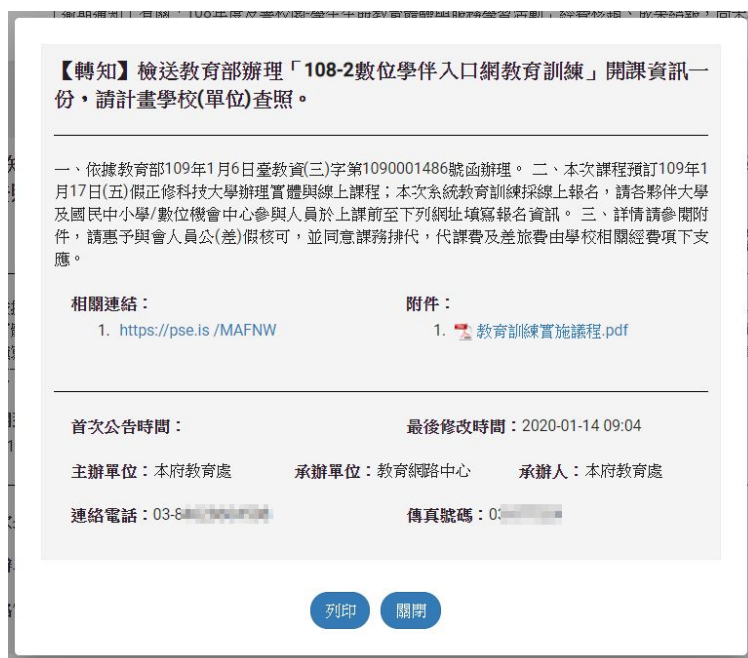 【轉知】檢送教育部辦理「108-2數位學伴入口網教育訓練」開課資訊一
份，請計畫學校(單位)查照。
一、依據教育部109年1月6日臺教資(三)字第1090001486號函辦理。 二、本次課程預訂109年1
月17日(五)假正修科技大學辦理實體與線上課程；本次系統教育訓練採線上報名，請各夥伴大學
及國民中小學/數位機會中心參與人員於上課前至下列網址填寫報名資訊。 三、詳情請參閱附
件，請惠予與會人員公(差)假核可，並同意課務排代，代課費及差旅費由學校相關經費項下支
應。
相關連結： 附件：
1. https://pse.is /MAFNW 1. 教育訓練實施議程.pdf
首次公告時間： 最後修改時間：2020-01-14 09:04
主辦單位：本府教育處 承辦單位：教育網路中心 承辦人：本府教育處
連絡電話：03-8 傳真號碼：03
列印 關閉